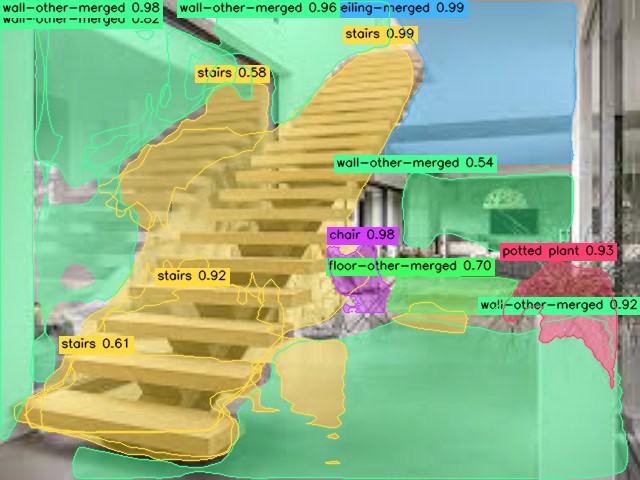 wall-other-merged 0.98
wall-other-merged 0.96
eiling-merged 0.99
wall-other-merged 0.82
stairs 0.99
stairs 0.58
wall-other-merged 0.54
chair 0.98
potted plant 0.93
floor-other-merged 0.70
stairs 0.92
wall-other-merged 0.92
stairs 0.61